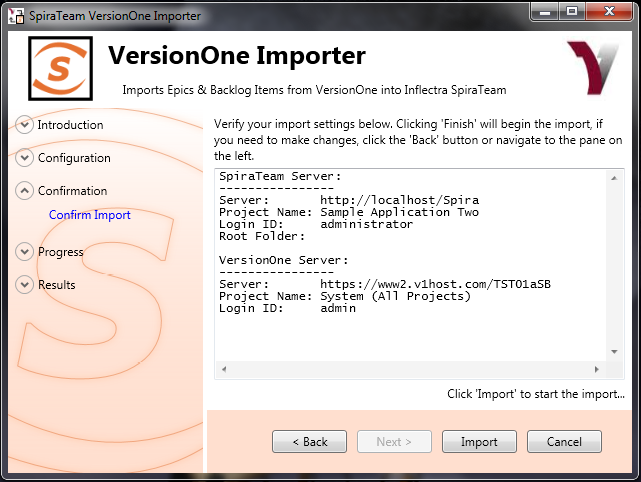 SpiraTeam VersionOne Importer
VersionOne Importer
Imports Epics & Backlog Items from VersionOne into Inflectra SpiraTeam
Introduction
Configuration
Confirmation
Confirm Import
Progress
Results
Verify your import settings below. Clicking 'Finish' will begin the import, if
you need to make changes, click the 'Back' button or navigate to the pane on
the left.
SpiraTeam Server:
----------------
Server: http://localhost/Spira
Project Name: Sample Application Two
Login ID: administrator
Root Folder:
VersionOne Server:
----------------
Server: https://www2.v1host.com/TST01aSB
Project Name: System (All Projects)
Login ID: admin
Click 'Import' to start the import...
< Back
Next >
Import
Cancel